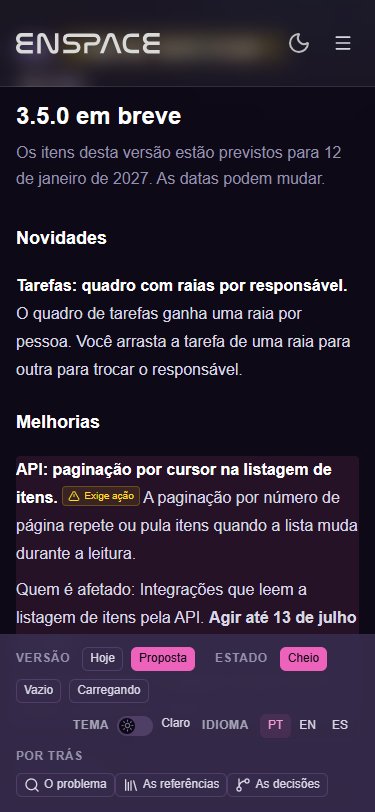 ENSPACE
3.5.0 em breve
Os itens desta versão estão previstos para 12
de janeiro de 2027. As datas podem mudar.
Novidades
Tarefas: quadro com raias por responsável.
O quadro de tarefas ganha uma raia por
pessoa. Você arrasta a tarefa de uma raia para
outra para trocar o responsável.
Melhorias
API: paginação por cursor na listagem de
itens. Exige ação A paginação por número de
página repete ou pula itens quando a lista muda
durante a leitura.
Quem é afetado: Integrações que leem a
listagem de itens pela API. Agir até 13 de julho
VERSÃO Hoje Proposta ESTADO Cheio
Vazio Carregando
TEMA Claro IDIOMA PT EN ES
POR TRÁS
O problema As referências As decisões